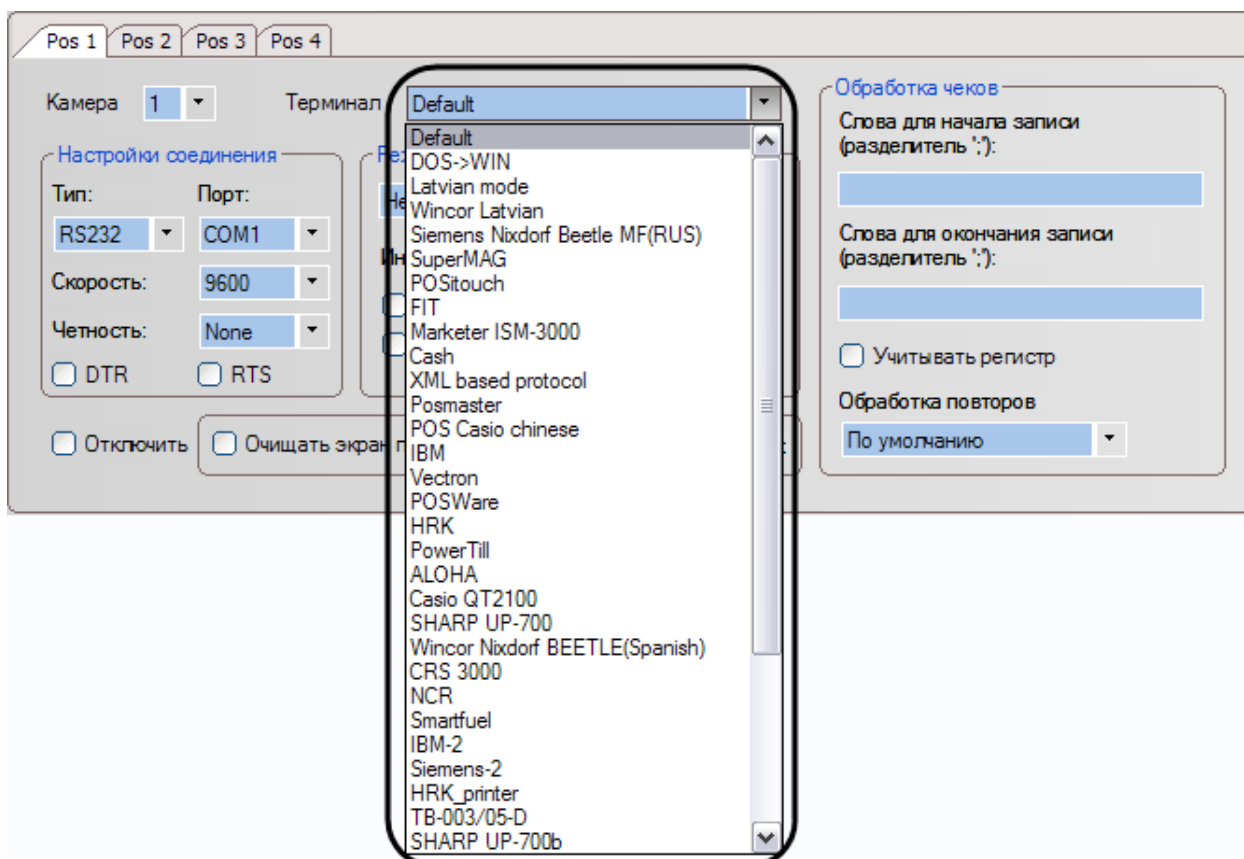 Pos 1 Pos 2 Pos 3 Pos 4
Камера 1 Терминал Default
Настройки соединения
Тип: Порт:
RS232 COM1
Скорость: 9600
Четность: None
DTR RTS
Отключить Очищать экран
Default
DOS->WIN
Latvian mode
Wincor Latvian
Siemens Nixdorf Beetle MF(RUS)
SuperMAG
POSitouch
FIT
Marketer ISM-3000
Cash
XML based protocol
Posmaster
POS Casio chinese
IBM
Vectron
POSWare
HRK
PowerTill
ALOHA
Casio QT2100
SHARP UP-700
Wincor Nixdorf BEETLE(Spanish)
CRS 3000
NCR
Smartfuel
IBM-2
Siemens-2
HRK_printer
TB-003/05-D
SHARP UP-700b
Обработка чеков
Слова для начала записи
(разделитель ';'):
Слова для окончания записи
(разделитель ';'):
Учитывать регистр
Обработка повторов
По умолчанию